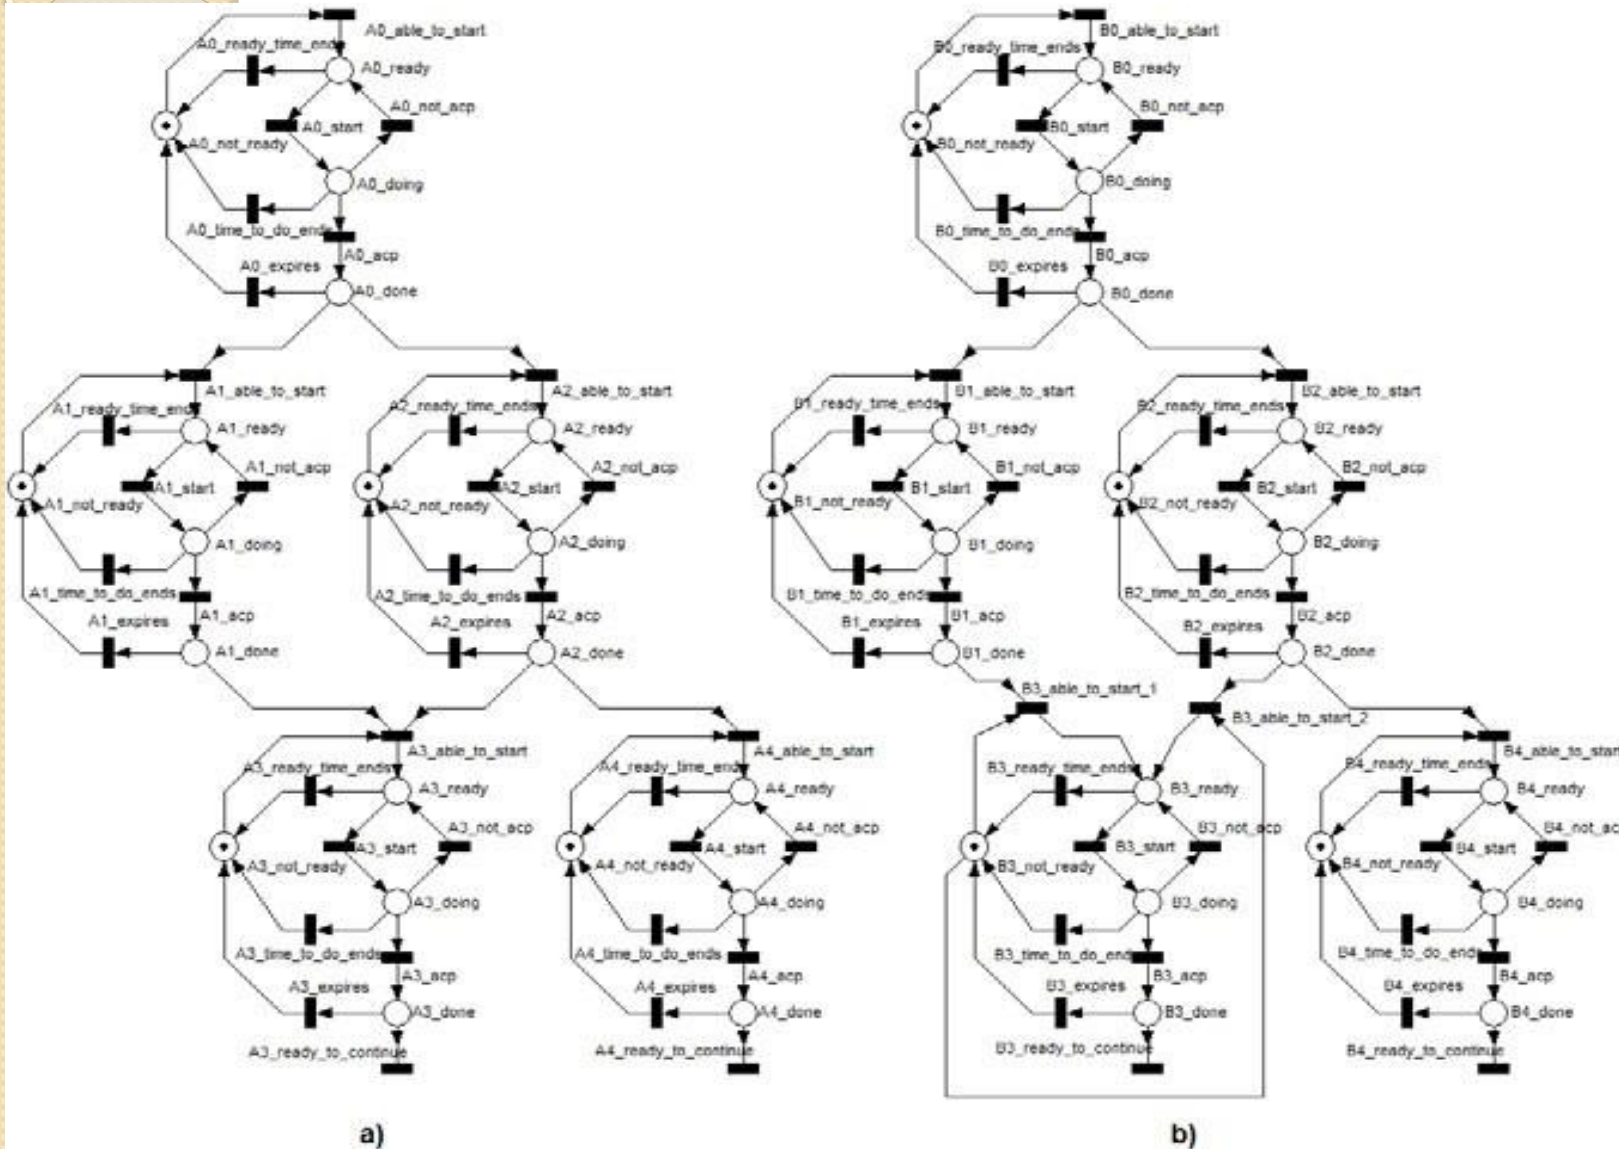 A0_able_to_start
A0_ready_time_ends
A0_ready
A0_not_acp
A0_start
A0_not_ready
A0_doing
A0_time_to_do_ends
A0_acp
A0_expires
A0_done
A1_able_to_start
A1_ready_time_ends
A1_ready
A1_not_acp
A1_start
A1_not_ready
A1_doing
A1_time_to_do_ends
A1_acp
A1_expires
A1_done
A2_able_to_start
A2_ready_time_ends
A2_ready
A2_not_acp
A2_start
A2_not_ready
A2_doing
A2_time_to_do_ends
A2_acp
A2_expires
A2_done
A3_able_to_start
A3_ready_time_ends
A3_ready
A3_not_acp
A3_start
A3_not_ready
A3_doing
A3_time_to_do_ends
A3_acp
A3_expires
A3_done
A3_ready_to_continue
A4_able_to_start
A4_ready_time_ends
A4_ready
A4_not_acp
A4_start
A4_not_ready
A4_doing
A4_time_to_do_ends
A4_acp
A4_expires
A4_done
A4_ready_to_continue
a)
B0_able_to_start
B0_ready_time_ends
B0_ready
B0_not_acp
B0_start
B0_not_ready
B0_doing
B0_time_to_do_ends
B0_acp
B0_expires
B0_done
B1_able_to_start
B1_ready_time_ends
B1_ready
B1_not_acp
B1_start
B1_not_ready
B1_doing
B1_time_to_do_ends
B1_acp
B1_expires
B1_done
B2_able_to_start
B2_ready_time_ends
B2_ready
B2_not_acp
B2_start
B2_not_ready
B2_doing
B2_time_to_do_ends
B2_acp
B2_expires
B2_done
B3_able_to_start_1
B3_able_to_start_2
B3_ready_time_ends
B3_ready
B3_not_acp
B3_start
B3_not_ready
B3_doing
B3_time_to_do_ends
B3_acp
B3_expires
B3_done
B3_ready_to_continue
B4_able_to_start
B4_ready_time_ends
B4_ready
B4_not_ac
B4_start
B4_not_ready
B4_doing
B4_time_to_do_ends
B4_acp
B4_expires
B4_done
B4_ready_to_continue
b)